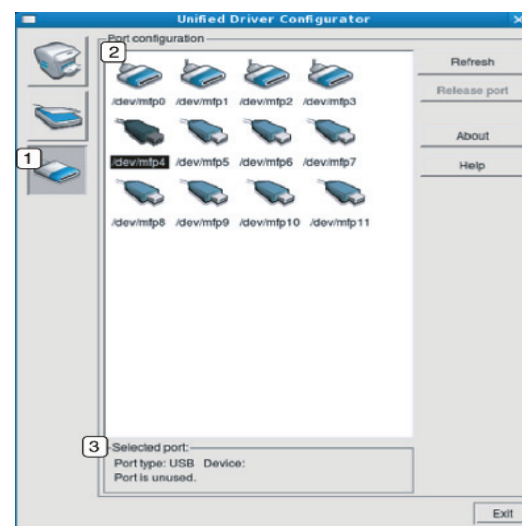 Unified Driver Configurator
Port configuration
2
/dev/mfp0 /dev/mfp1 /dev/mfp2 /dev/mfp3
1
/dev/mfp4 /dev/mfp5 /dev/mfp6 /dev/mfp7
/dev/mfp8 /dev/mfp9 /dev/mfp10 /dev/mfp11
Refresh
Release port
About
Help
3
Selected port:
Port type: USB Device:
Port is unused.
Exit